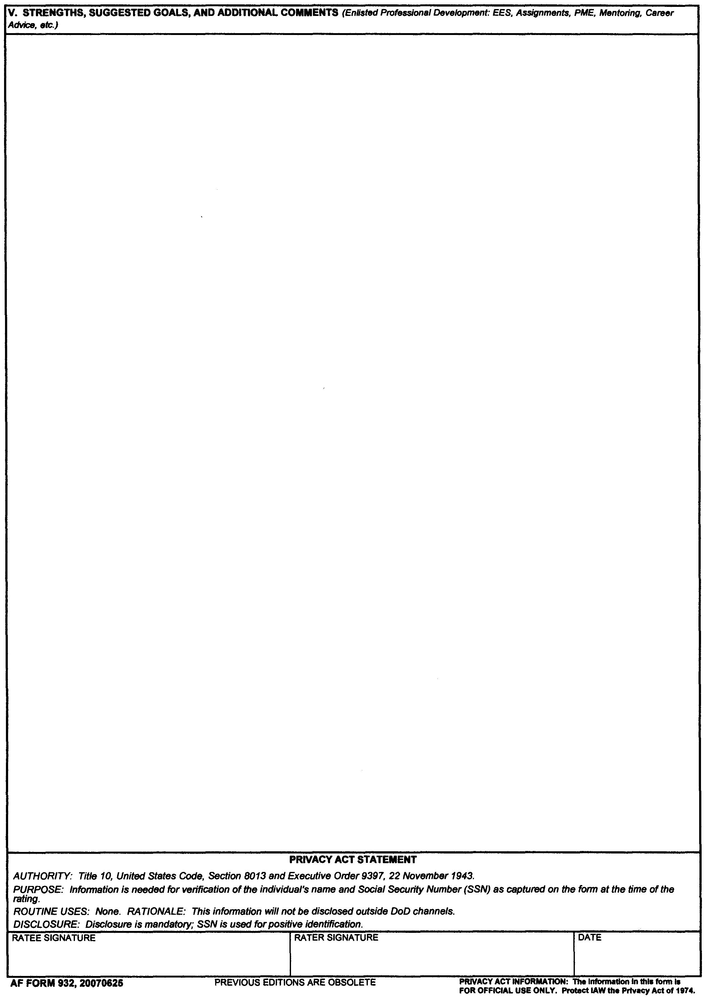 V. STRENGTHS, SUGGESTED GOALS, AND ADDITIONAL COMMENTS (Enlisted Professional Development: EES, Assignments, PME, Mentoring, Career
Advice, etc.)
PRIVACY ACT STATEMENT
AUTHORITY: Title 10, United States Code, Section 8013 and Executive Order 9397, 22 November 1943.
PURPOSE: Information is needed for verification of the individual's name and Social Security Number (SSN) as captured on the form at the time of the
rating.
ROUTINE USES: None. RATIONALE: This information will not be disclosed outside DoD channels.
DISCLOSURE: Disclosure is mandatory; SSN is used for positive identification.
RATEE SIGNATURE RATER SIGNATURE DATE
AF FORM 932, 20070625 PREVIOUS EDITIONS ARE OBSOLETE PRIVACY ACT INFORMATION: The information in this form is
FOR OFFICIAL USE ONLY. Protect IAW the Privacy Act of 1974.